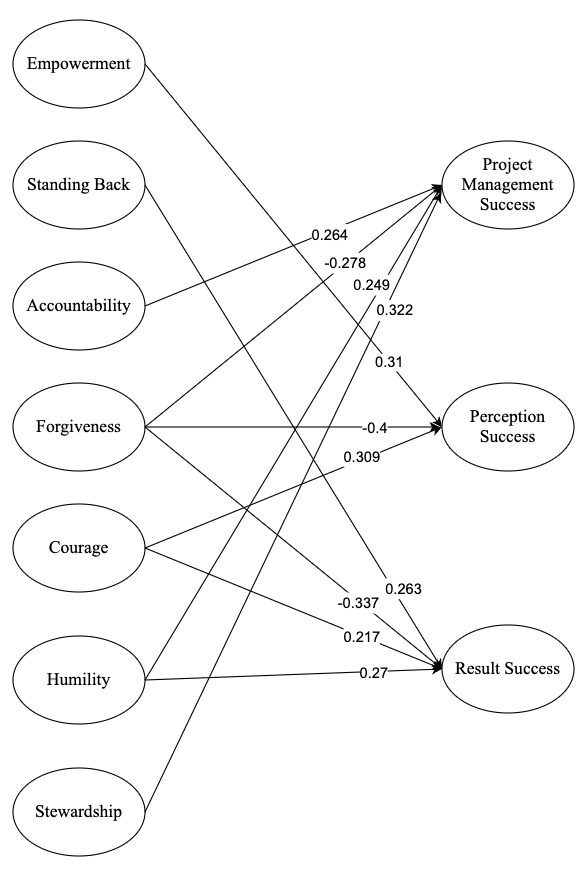 Empowerment
Project
Management
Success
Standing Back
0.264
-0.278
0.249
Accountability
0.322
0.31
Forgiveness
-0.4
Perception
Success
0.309
Courage
0.263
-0.337
0.217
Humility
0.27
Result Success
Stewardship